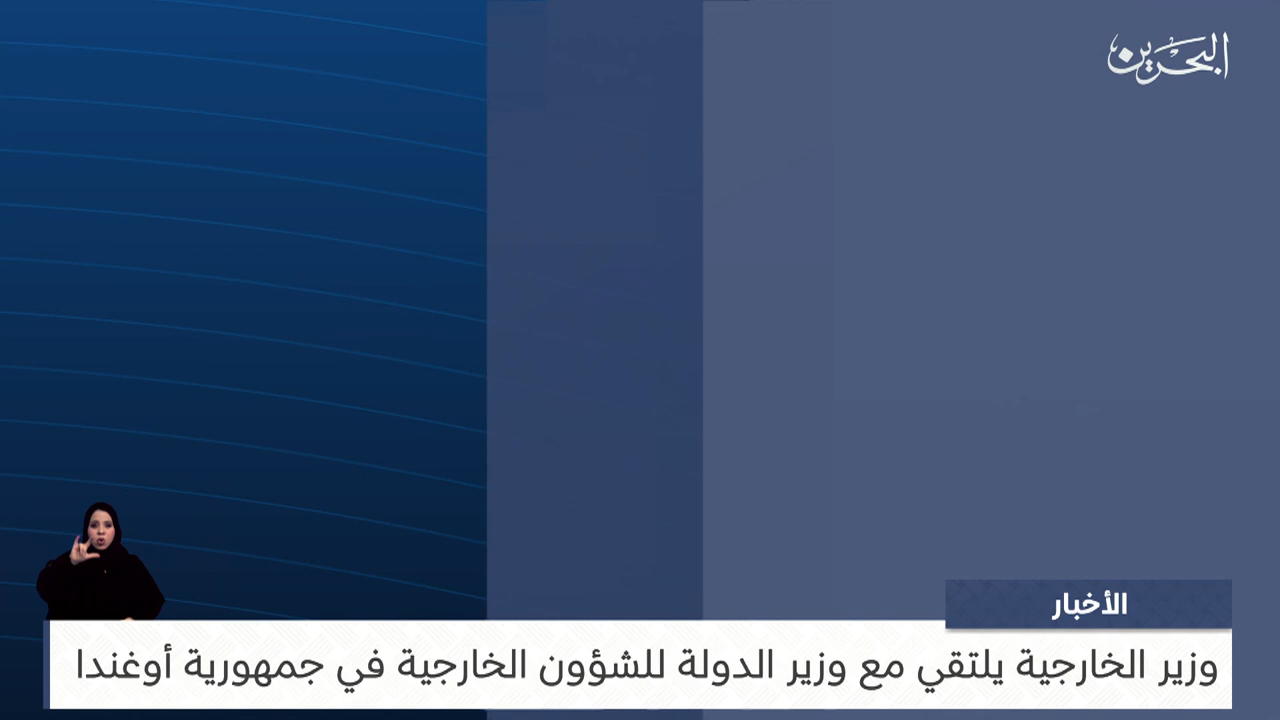 البحرين
الأخبار
وزير الخارجية يلتقي مع وزير الدولة للشؤون الخارجية في جمهورية أوغندا